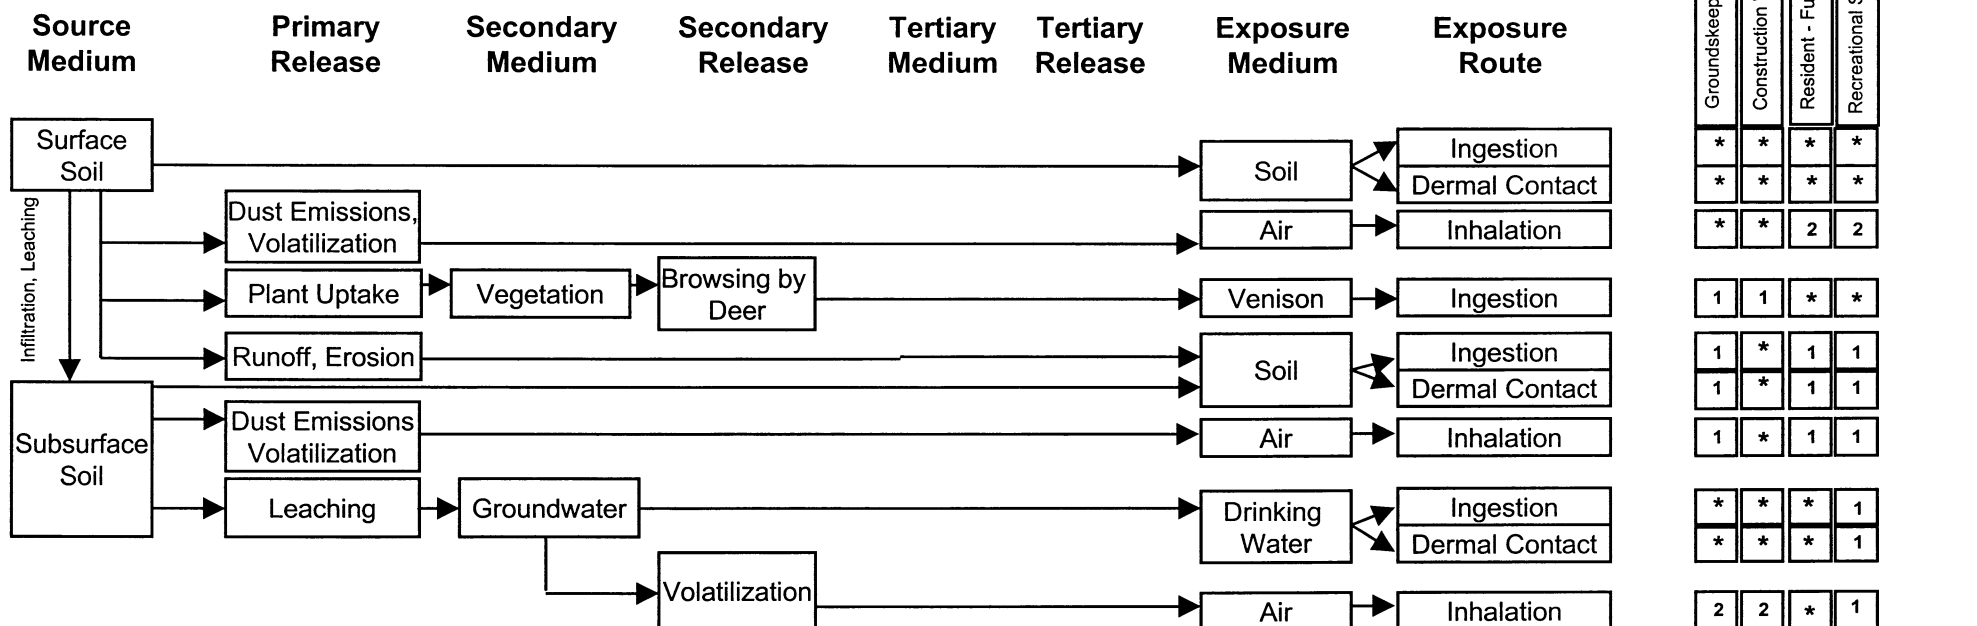 Source Medium
Primary Release
Secondary Medium
Secondary Release
Tertiary Medium
Tertiary Release
Exposure Medium
Exposure Route
Construction
Resident -
Recreational
Surface Soil
Soil
Ingestion
* * * *
Dermal Contact
* * * *
Infiltration, Leaching
Dust Emissions, Volatilization
Air
Inhalation
* * 2 2
Plant Uptake
Vegetation
Browsing by Deer
Venison
Ingestion
1 1 * *
Runoff, Erosion
Soil
Ingestion
1 * 1 1
Dermal Contact
1 * 1 1
Subsurface Soil
Dust Emissions Volatilization
Air
Inhalation
1 * 1 1
Leaching
Groundwater
Drinking Water
Ingestion
* * * 1
Dermal Contact
* * * 1
Volatilization
Air
Inhalation
2 2 * 1